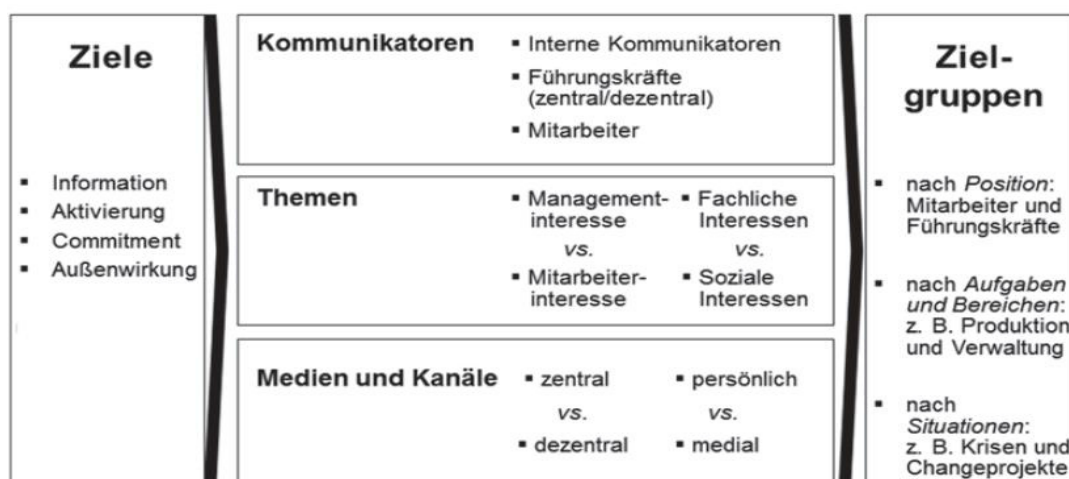 Ziele
▪ Information
▪ Aktivierung
▪ Commitment
▪ Außenwirkung
Kommunikatoren
▪ Interne Kommunikatoren
▪ Führungskräfte
(zentral/dezentral)
▪ Mitarbeiter
Themen
▪ Management-
interesse
vs.
▪ Mitarbeiter-
interesse
▪ Fachliche
Interessen
vs.
▪ Soziale
Interessen
Medien und Kanäle
▪ zentral
vs.
▪ dezentral
▪ persönlich
vs.
▪ medial
Ziel-
gruppen
▪ nach Position:
Mitarbeiter und
Führungskräfte
▪ nach Aufgaben
und Bereichen:
z. B. Produktion
und Verwaltung
▪ nach
Situationen:
z. B. Krisen und
Changeprojekte